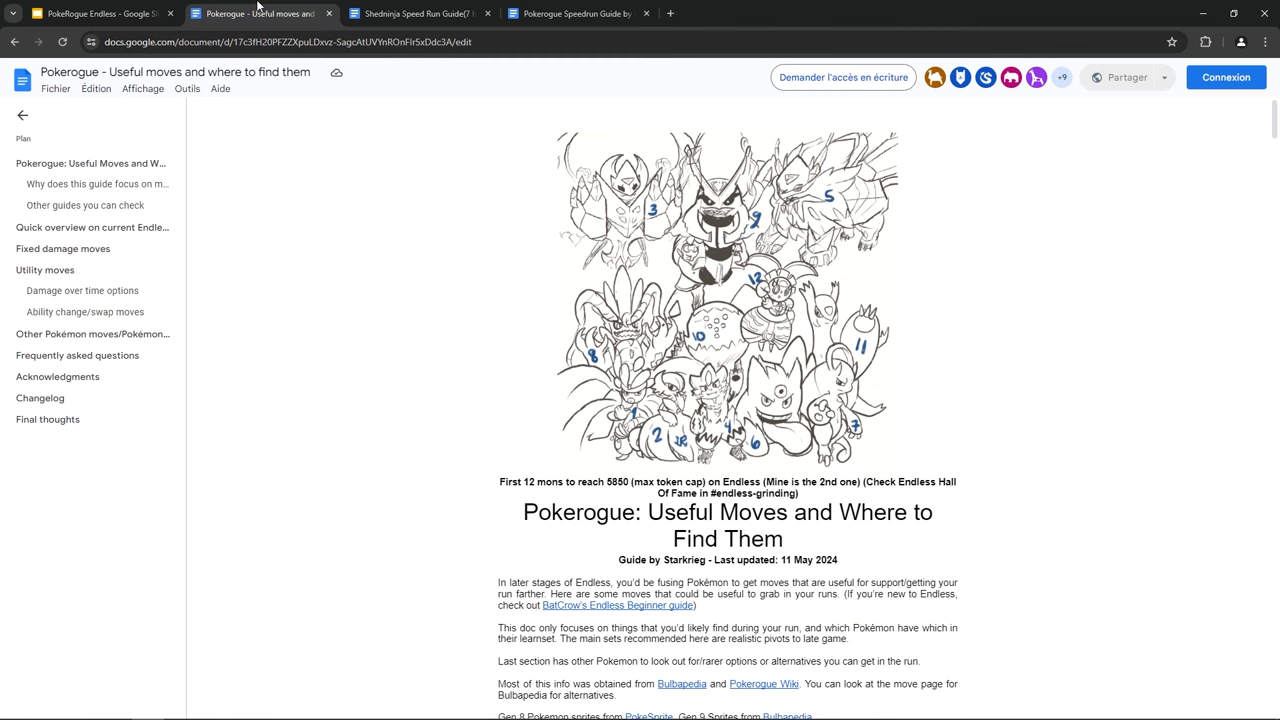 PokeRogue Endless - Google Sl
Pokerogue - Useful moves and
Shedninja Speed Run Guide(7 h
Pokerogue Speedrun Guide by
docs.google.com/document/d/17c3fH20PFZZXpuLDxvz-SagcAtUVYnROnFIr5xDdc3A/edit
Pokerogue - Useful moves and where to find them
Fichier Édition Affichage Outils Aide
Demander l'accès en écriture
+9
Partager
Connexion
Plan
Pokerogue: Useful Moves and W...
Why does this guide focus on m...
Other guides you can check
Quick overview on current Endle...
Fixed damage moves
Utility moves
Damage over time options
Ability change/swap moves
Other Pokémon moves/Pokémon...
Frequently asked questions
Acknowledgments
Changelog
Final thoughts
3
9
5
12
10
11
8
1
2
4
6
7
First 12 mons to reach 5850 (max token cap) on Endless (Mine is the 2nd one) (Check Endless Hall
Of Fame in #endless-grinding)
Pokerogue: Useful Moves and Where to
Find Them
Guide by Starkrieg - Last updated: 11 May 2024
In later stages of Endless, you'd be fusing Pokémon to get moves that are useful for support/getting your
run farther. Here are some moves that could be useful to grab in your runs. (If you're new to Endless,
check out BatCrow's Endless Beginner guide)
This doc only focuses on things that you'd likely find during your run, and which Pokémon have which in
their learnset. The main sets recommended here are realistic pivots to late game.
Last section has other Pokemon to look out for/rarer options or alternatives you can get in the run.
Most of this info was obtained from Bulbapedia and Pokerogue Wiki. You can look at the move page for
Bulbapedia for alternatives.
Gen 8 Pokemon sprites from PokeSprite, Gen 9 Sprites from Bulbapedia